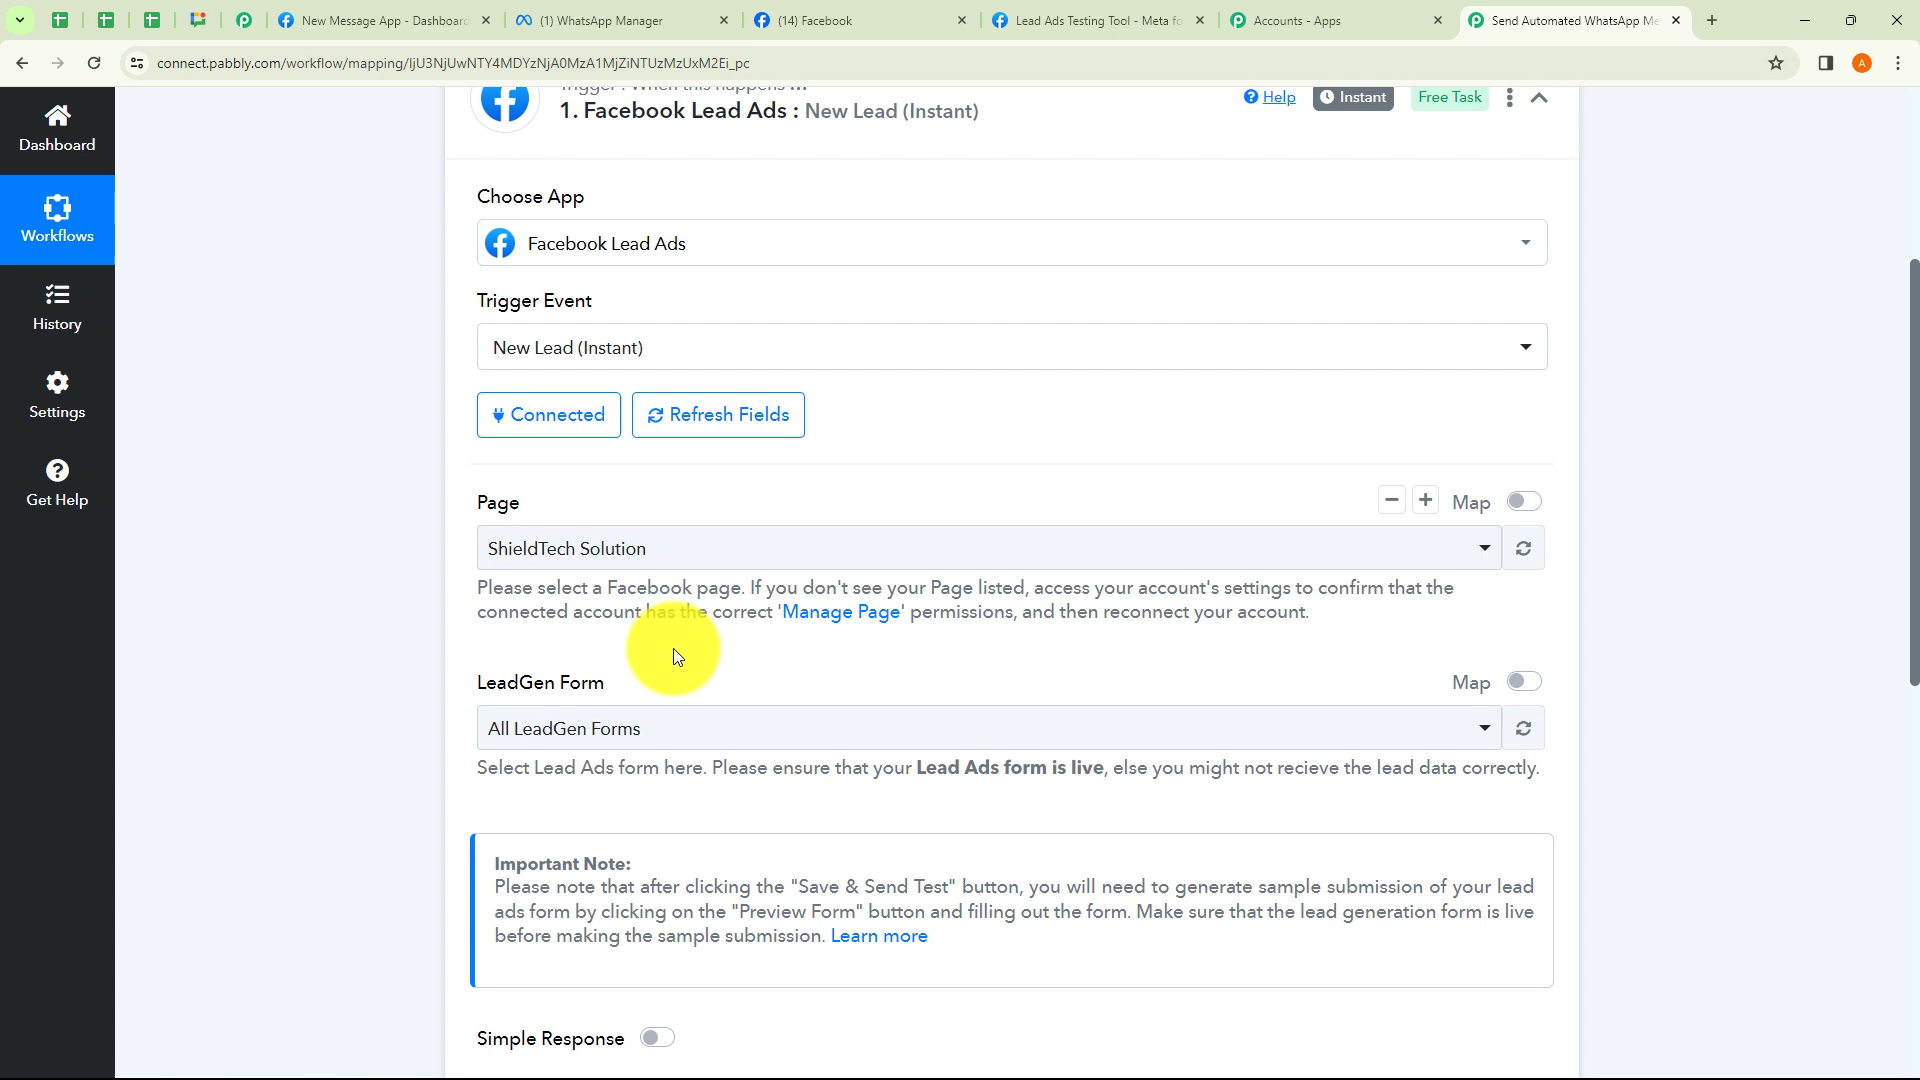 New Message App - Dashboard
(1) WhatsApp Manager
(14) Facebook
Lead Ads Testing Tool - Meta fo
Accounts - Apps
Send Automated WhatsApp Me
connect.pabbly.com/workflow/mapping/IjU3NjUwNTY4MDYzNjA0MzA1MjZiNTUzMzUxM2Ei_pc
A
Dashboard
Workflows
History
Settings
Get Help
Trigger : When this happens ...
1. Facebook Lead Ads : New Lead (Instant)
Help
Instant
Free Task
Choose App
Facebook Lead Ads
Trigger Event
New Lead (Instant)
Connected
Refresh Fields
Page
Map
ShieldTech Solution
Please select a Facebook page. If you don't see your Page listed, access your account's settings to confirm that the
connected account has the correct 'Manage Page' permissions, and then reconnect your account.
LeadGen Form
Map
All LeadGen Forms
Select Lead Ads form here. Please ensure that your Lead Ads form is live, else you might not recieve the lead data correctly.
Important Note:
Please note that after clicking the "Save & Send Test" button, you will need to generate sample submission of your lead
ads form by clicking on the "Preview Form" button and filling out the form. Make sure that the lead generation form is live
before making the sample submission. Learn more
Simple Response